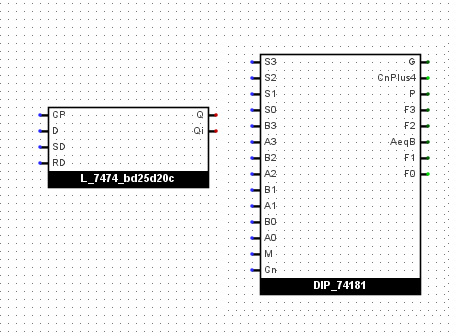 CP Q
D Qi
SD
RD
L_7474_bd25d20c
S3 G
S2 CnPlus4
S1 P
S0 F3
B3 F2
A3 AeqB
B2 F1
A2 F0
B1
A1
B0
A0
M
Cn
DIP_74181